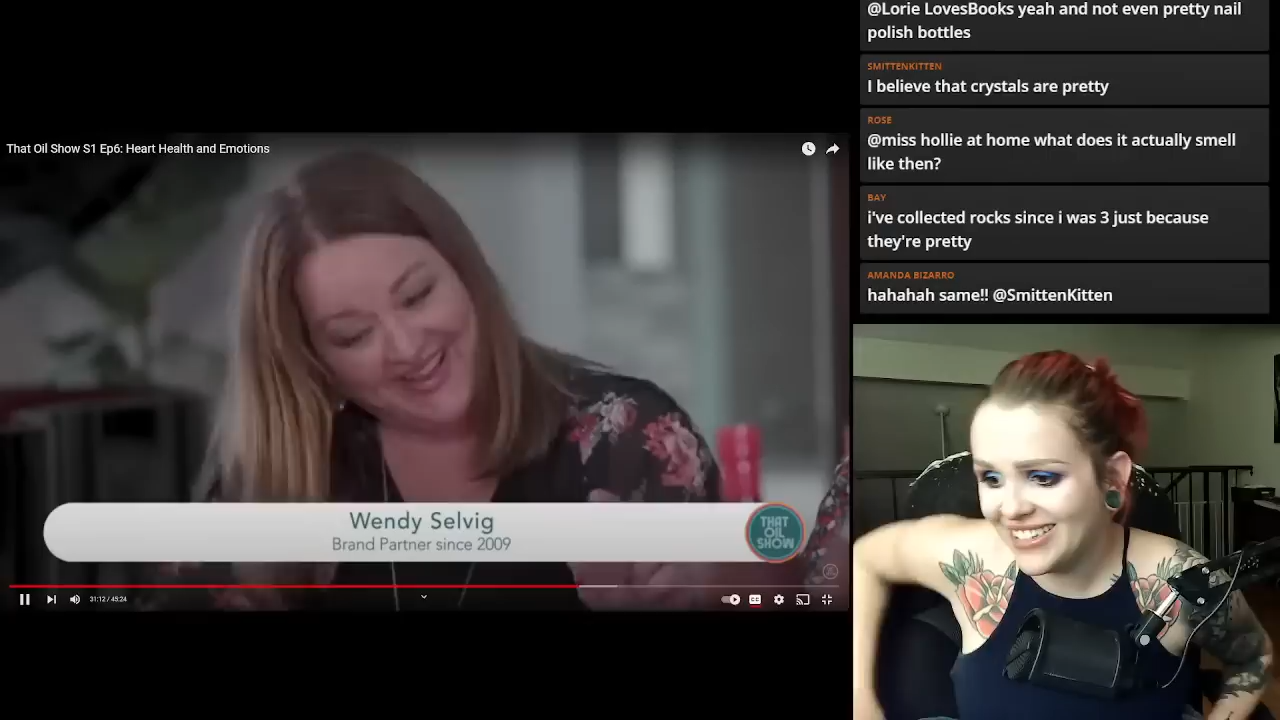 @Lorie LovesBooks yeah and not even pretty nail
polish bottles
SMITTENKITTEN
I believe that crystals are pretty
ROSE
@miss hollie at home what does it actually smell
like then?
BAY
i've collected rocks since i was 3 just because
they're pretty
AMANDA BIZARRO
hahahah same!! @SmittenKitten
That Oil Show S1 Ep6: Heart Health and Emotions
Wendy Selvig
Brand Partner since 2009
THAT
OIL
SHOW
31:12 / 45:24
CC